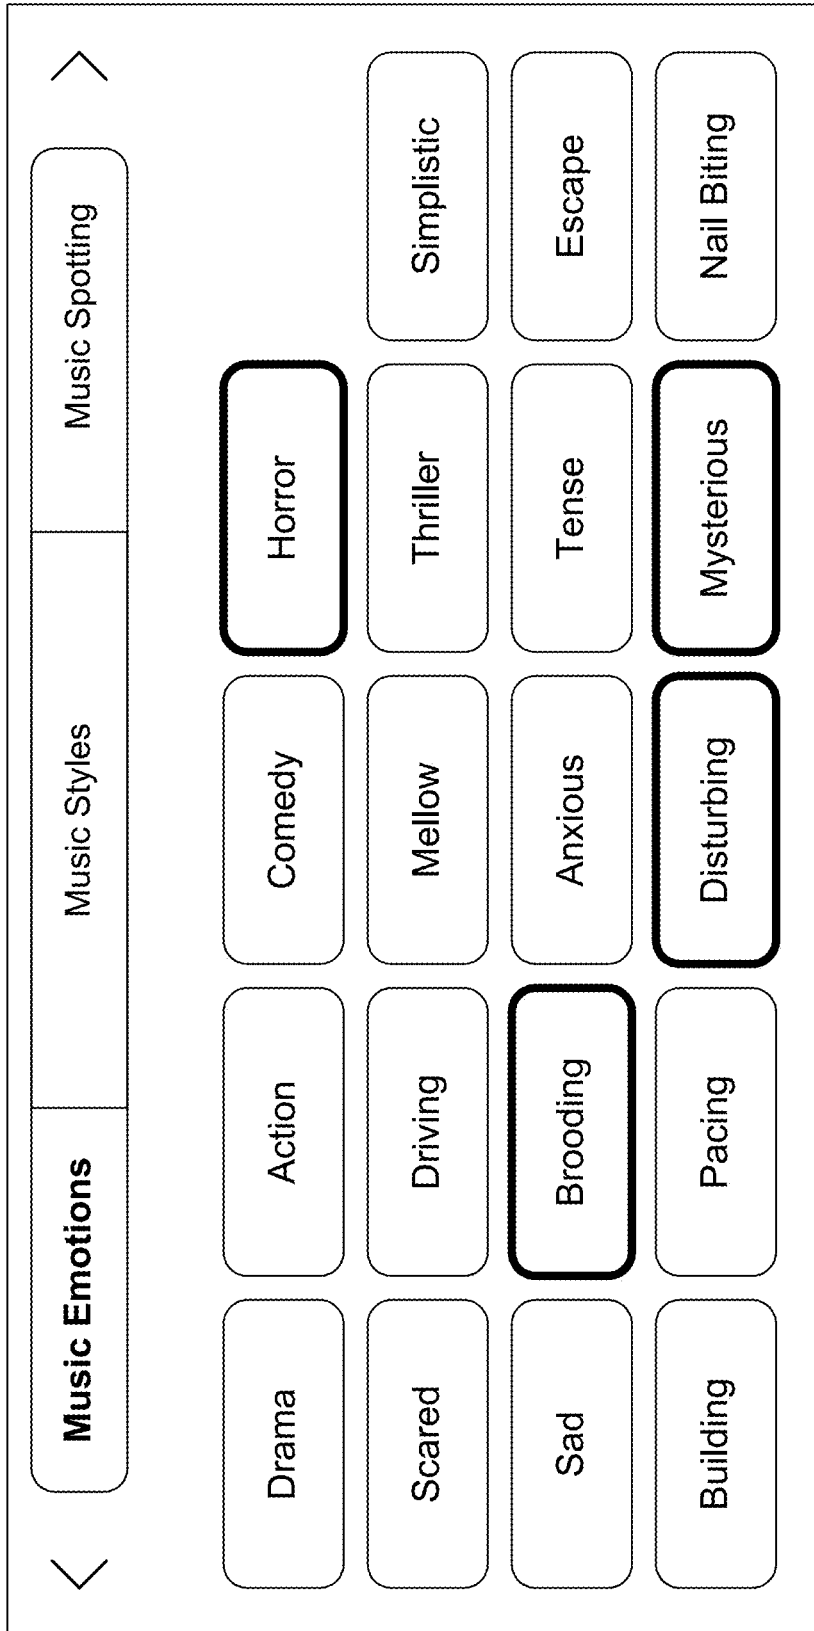 Music Emotions
Music Styles
Music Spotting
Drama
Action
Comedy
Horror
Scared
Driving
Mellow
Thriller
Simplistic
Sad
Brooding
Anxious
Tense
Escape
Building
Pacing
Disturbing
Mysterious
Nail Biting